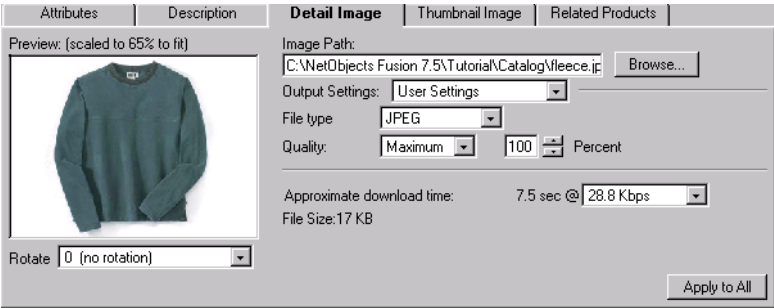 Attributes
Description
Detail Image
Thumbnail Image
Related Products
Preview: (scaled to 65% to fit)
Image Path:
C:\NetObjects Fusion 7.5\Tutorial\Catalog\fleece.jp
Browse...
Output Settings: User Settings
File type JPEG
Quality: Maximum 100 Percent
Approximate download time: 7.5 sec @ 28.8 Kbps
File Size:17 KB
Rotate 0 (no rotation)
Apply to All